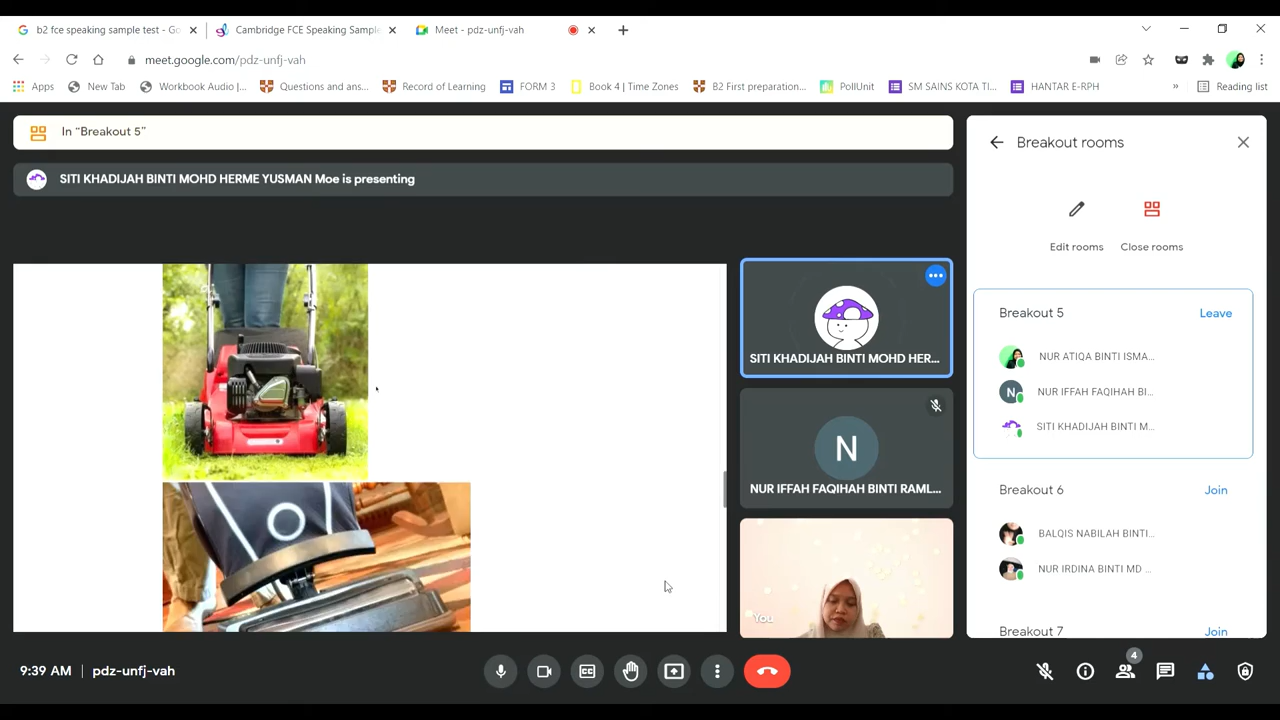 b2 fce speaking sample test - Go
Cambridge FCE Speaking Sample
Meet - pdz-unfj-vah
meet.google.com/pdz-unfj-vah
Apps
New Tab
Workbook Audio |...
Questions and ans...
Record of Learning
FORM 3
Book 4 | Time Zones
B2 First preparation...
PollUnit
SM SAINS KOTA TI...
HANTAR E-RPH
»
Reading list
In "Breakout 5"
SITI KHADIJAH BINTI MOHD HERME YUSMAN Moe is presenting
SITI KHADIJAH BINTI MOHD HER...
N
NUR IFFAH FAQIHAH BINTI RAML...
You
Breakout rooms
Edit rooms
Close rooms
Breakout 5
Leave
NUR ATIQA BINTI ISMA...
N
NUR IFFAH FAQIHAH BI...
SITI KHADIJAH BINTI M...
Breakout 6
Join
BALQIS NABILAH BINTI...
NUR IRDINA BINTI MD ...
Breakout 7
Join
9:39 AM
pdz-unfj-vah
4